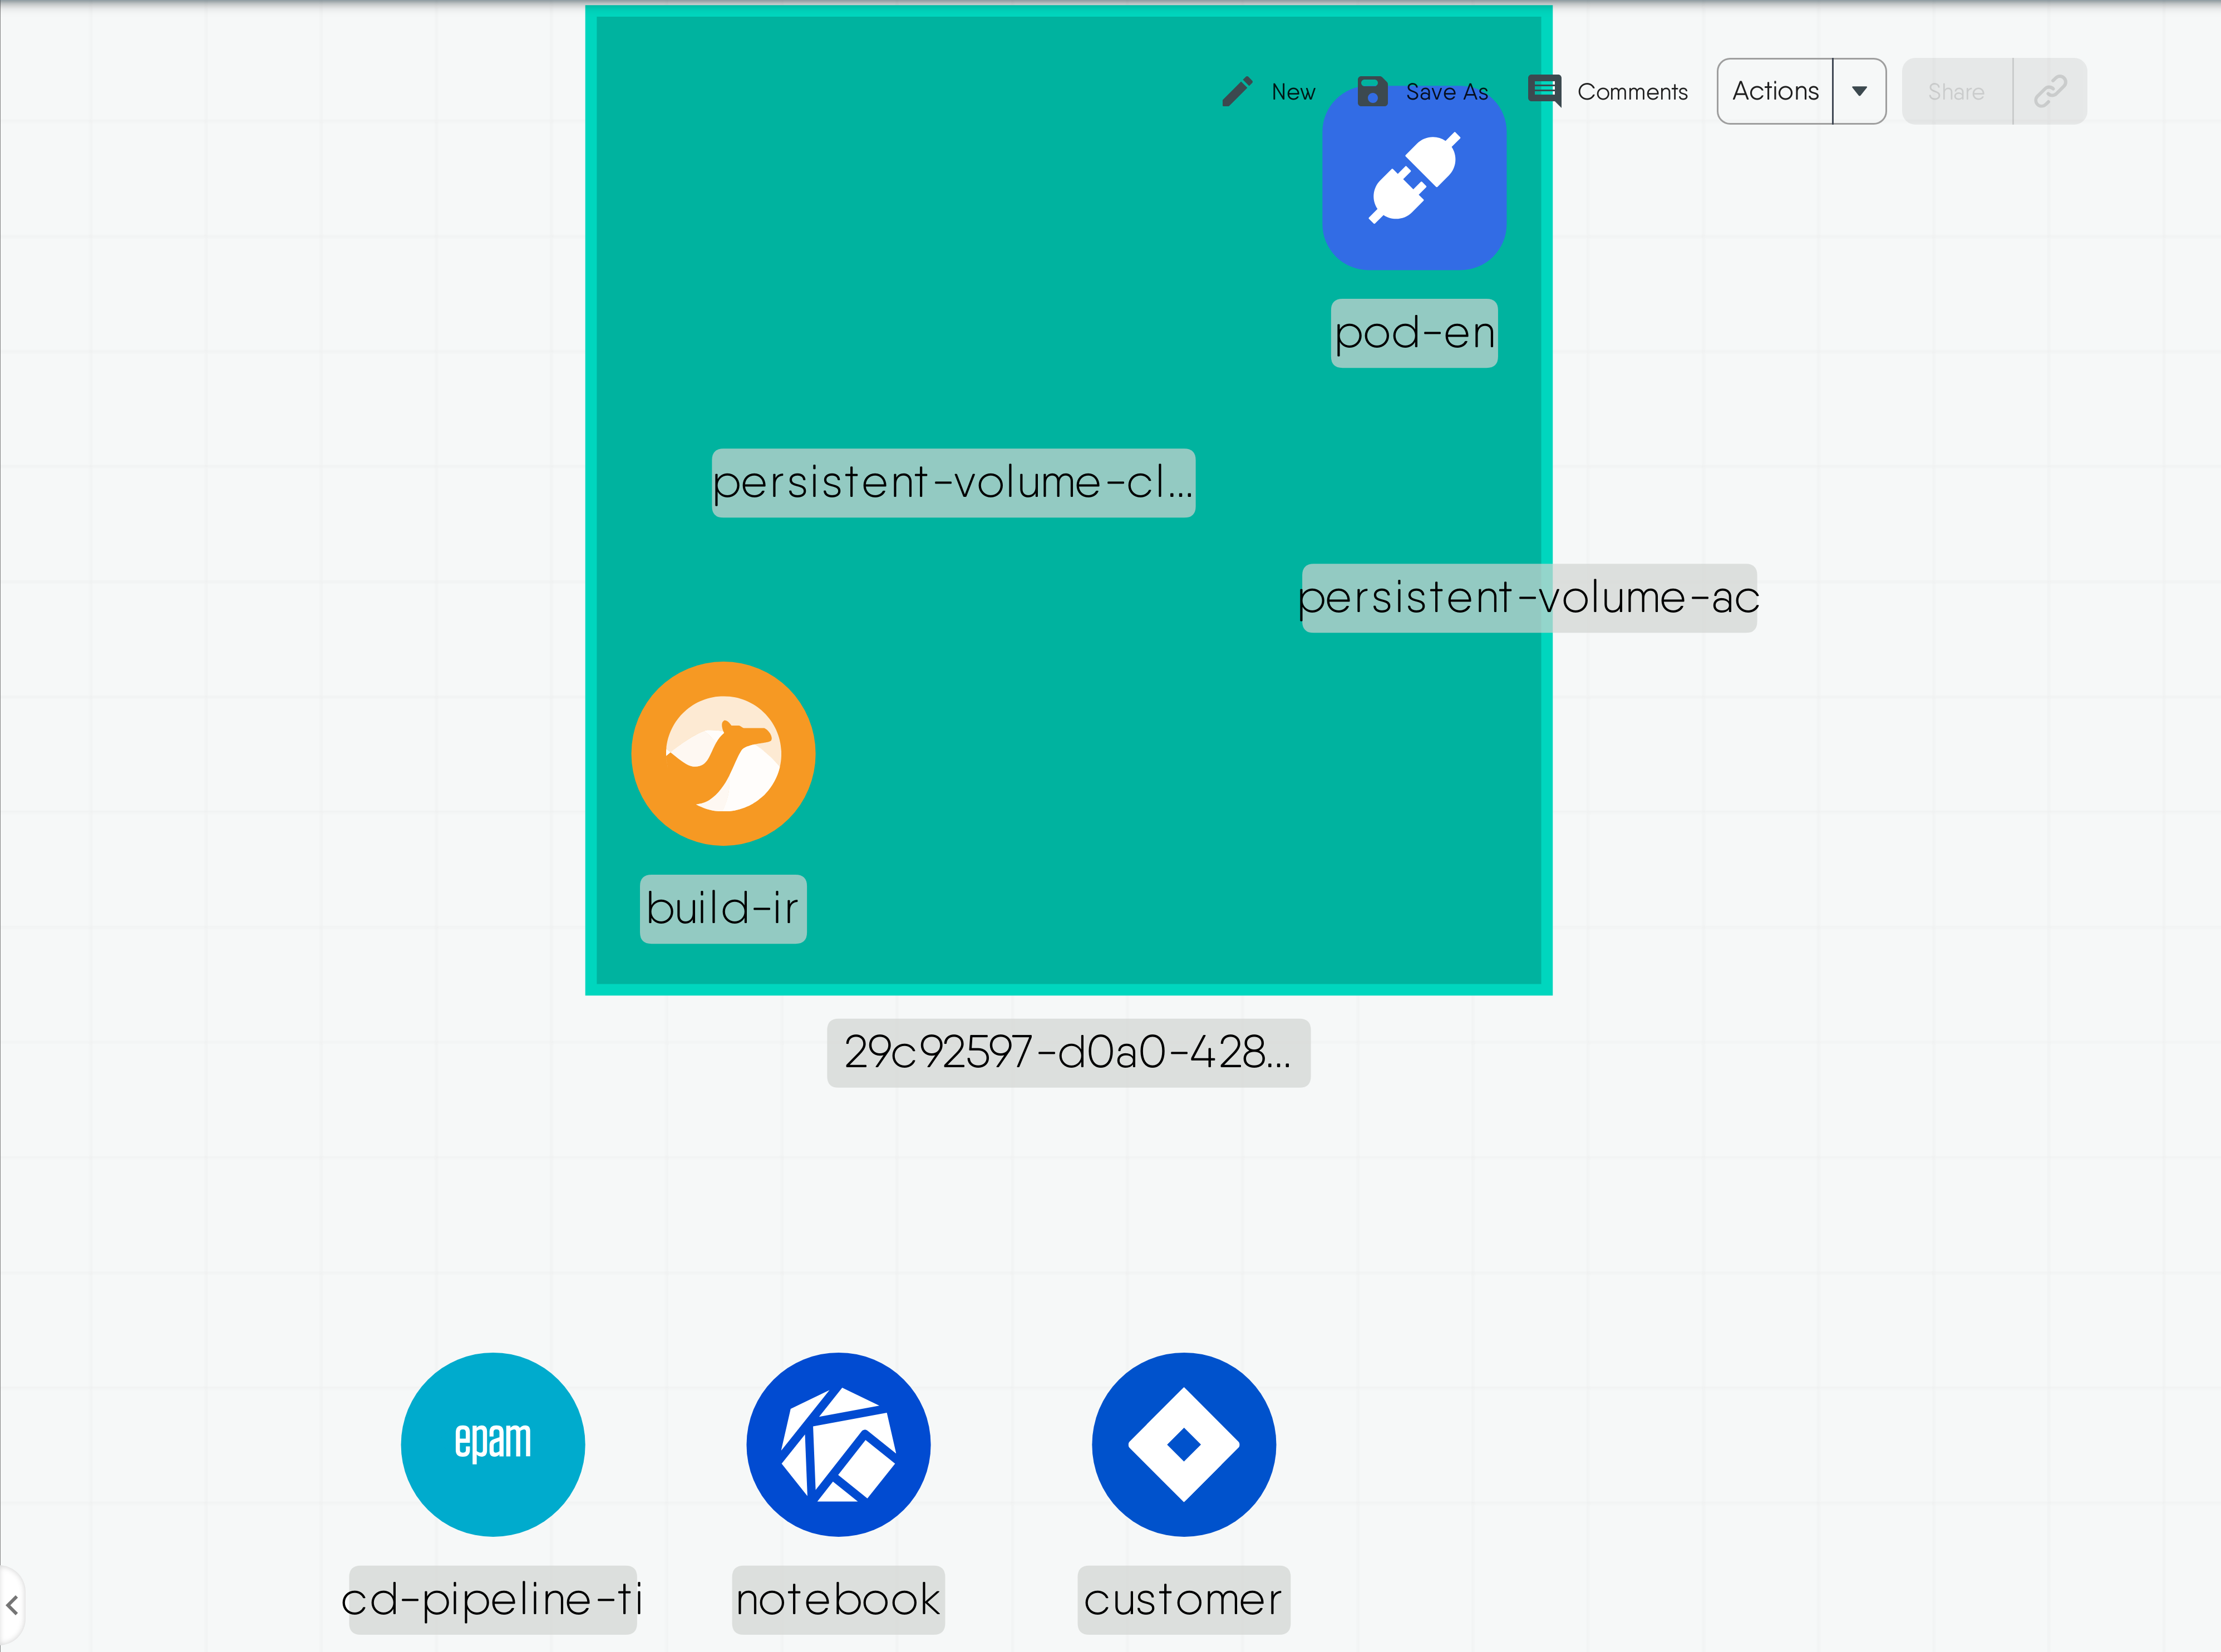 New
Save As
Comments
Actions
Share
pod-en
persistent-volume-cl...
persistent-volume-ac
build-ir
29c92597-d0a0-428...
epam
cd-pipeline-ti
notebook
customer